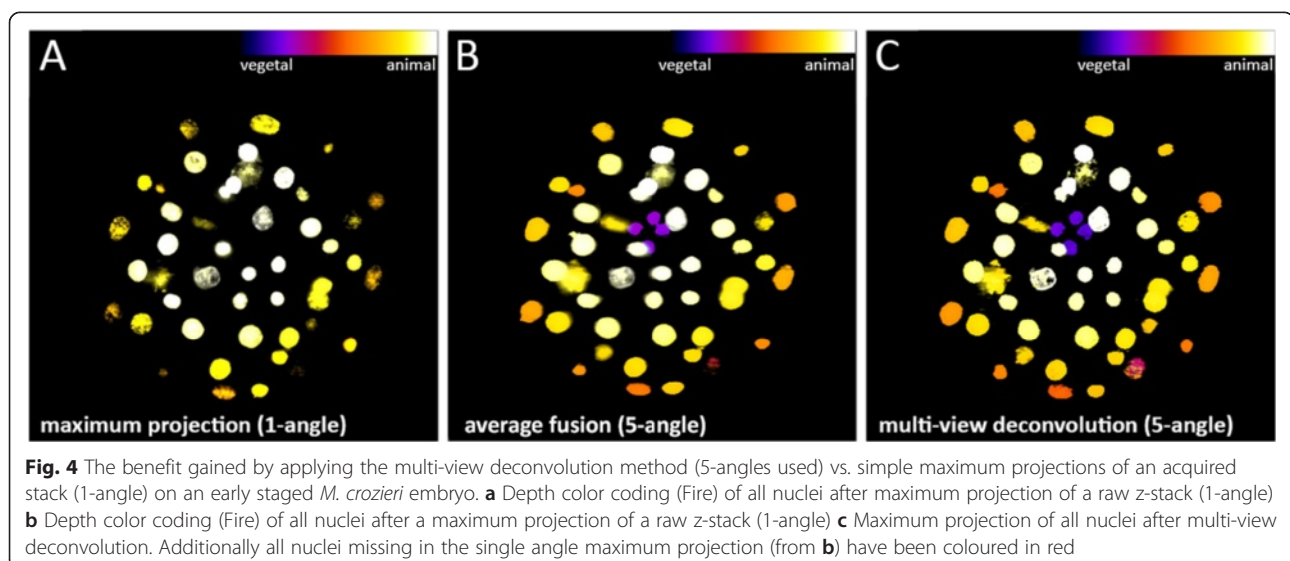 A
vegetal animal
maximum projection (1-angle)
B
vegetal animal
average fusion (5-angle)
C
vegetal animal
multi-view deconvolution (5-angle)
Fig. 4 The benefit gained by applying the multi-view deconvolution method (5-angles used) vs. simple maximum projections of an acquired
stack (1-angle) on an early staged M. crozieri embryo. a Depth color coding (Fire) of all nuclei after maximum projection of a raw z-stack (1-angle)
b Depth color coding (Fire) of all nuclei after a maximum projection of a raw z-stack (1-angle) c Maximum projection of all nuclei after multi-view
deconvolution. Additionally all nuclei missing in the single angle maximum projection (from b) have been coloured in red